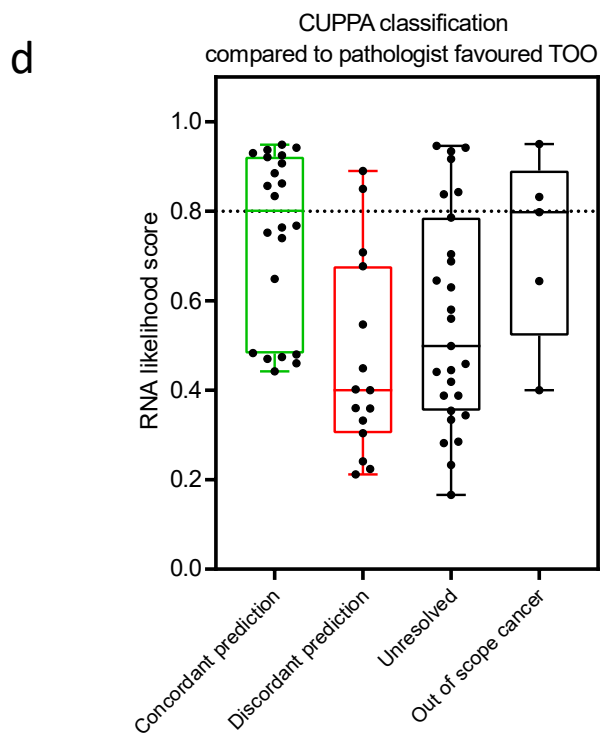 d
CUPPA classification
compared to pathologist favoured TOO
RNA likelihood score
1.0
0.8
0.6
0.4
0.2
0.0
Concordant prediction
Discordant prediction
Unresolved
Out of scope cancer